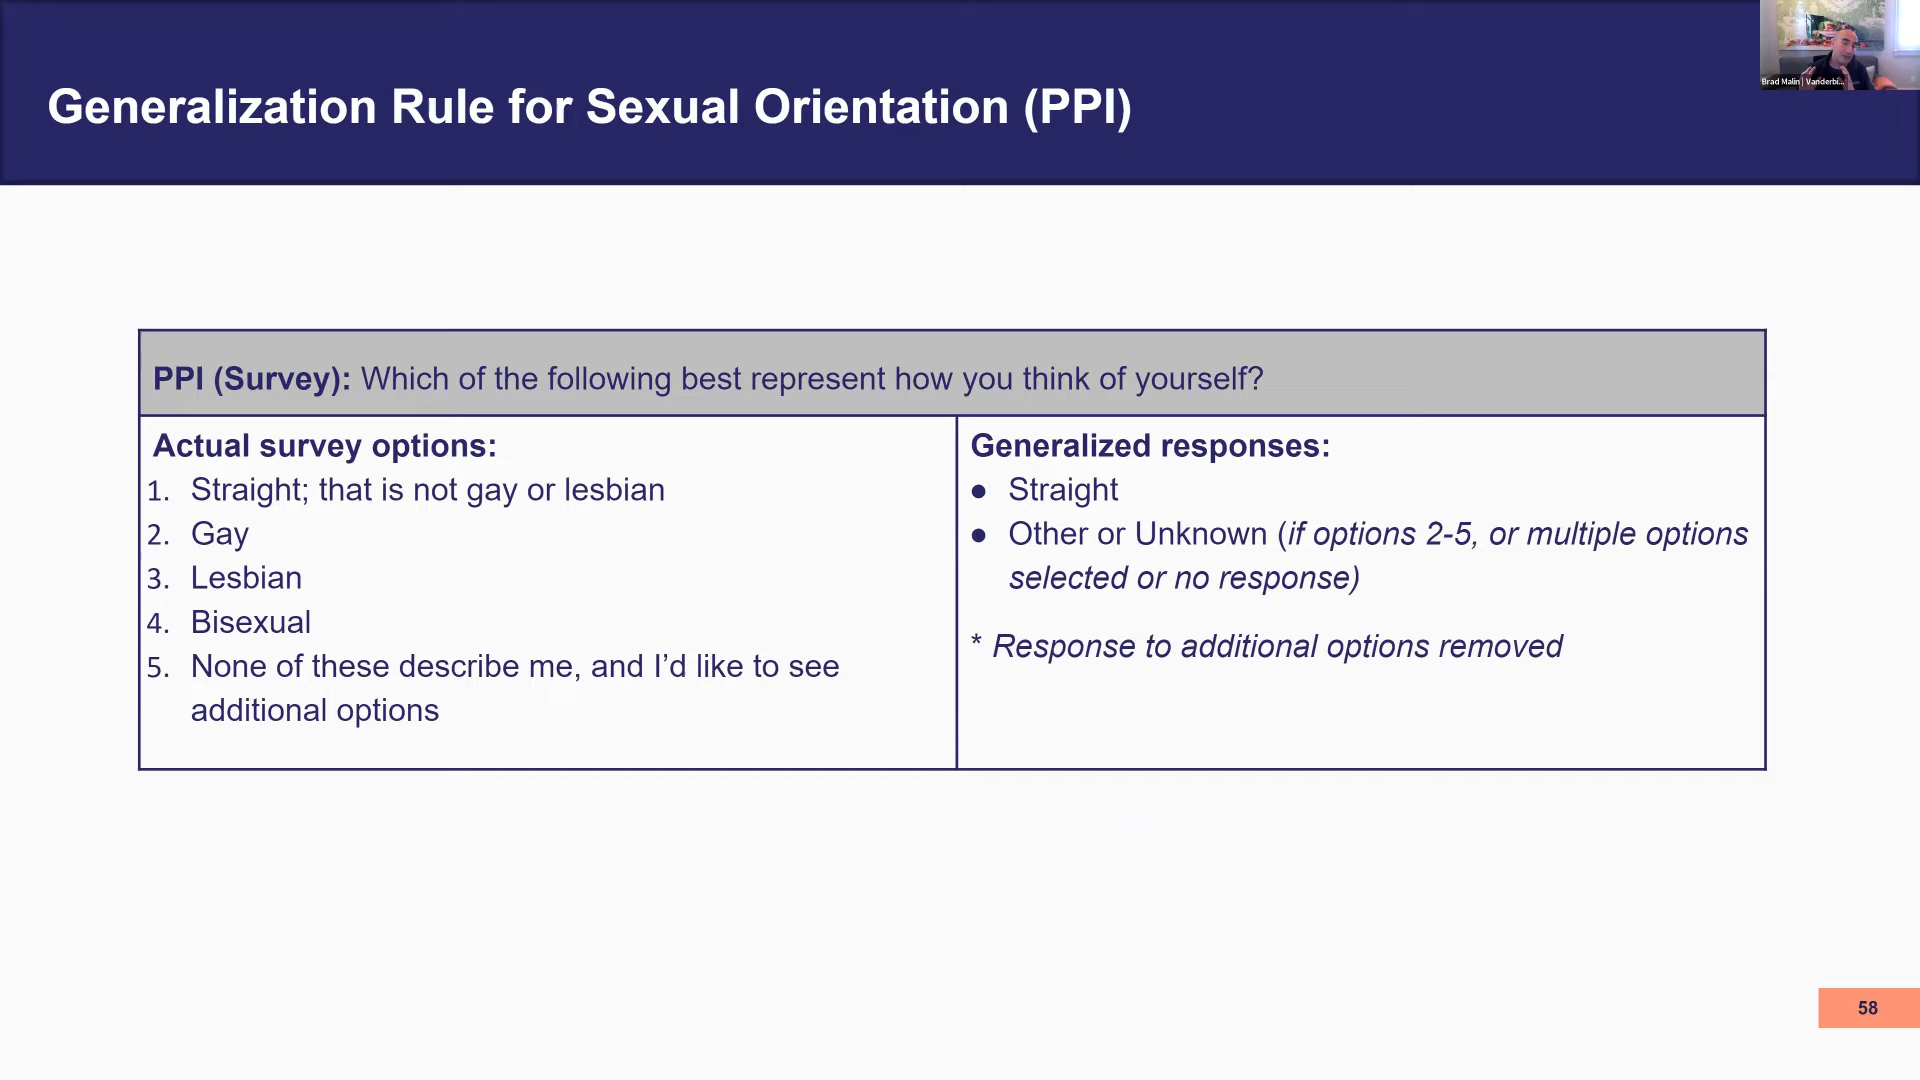 Generalization Rule for Sexual Orientation (PPI)
Brad Malin | Vanderbi...
PPI (Survey): Which of the following best represent how you think of yourself?
Actual survey options:
1. Straight; that is not gay or lesbian
2. Gay
3. Lesbian
4. Bisexual
5. None of these describe me, and I’d like to see
additional options
Generalized responses:
● Straight
● Other or Unknown (if options 2-5, or multiple options
selected or no response)
* Response to additional options removed
58